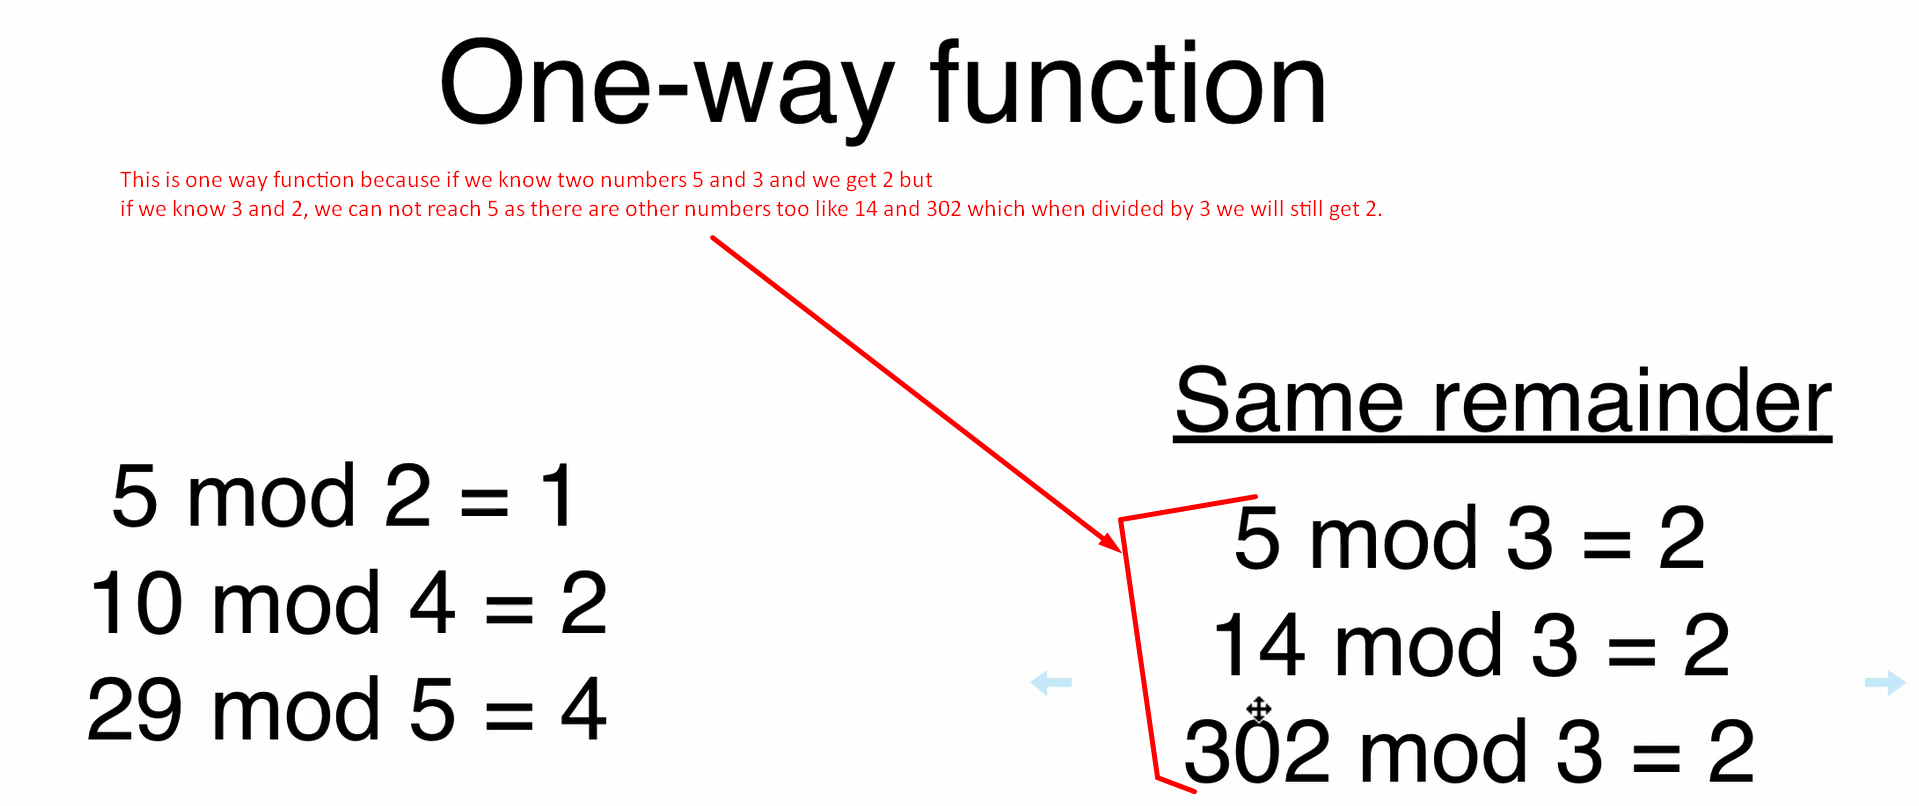 One-way function
This is one way function because if we know two numbers 5 and 3 and we get 2 but
if we know 3 and 2, we can not reach 5 as there are other numbers too like 14 and 302 which when divided by 3 we will still get 2.
5 mod 2 = 1
10 mod 4 = 2
29 mod 5 = 4
Same remainder
5 mod 3 = 2
14 mod 3 = 2
302 mod 3 = 2